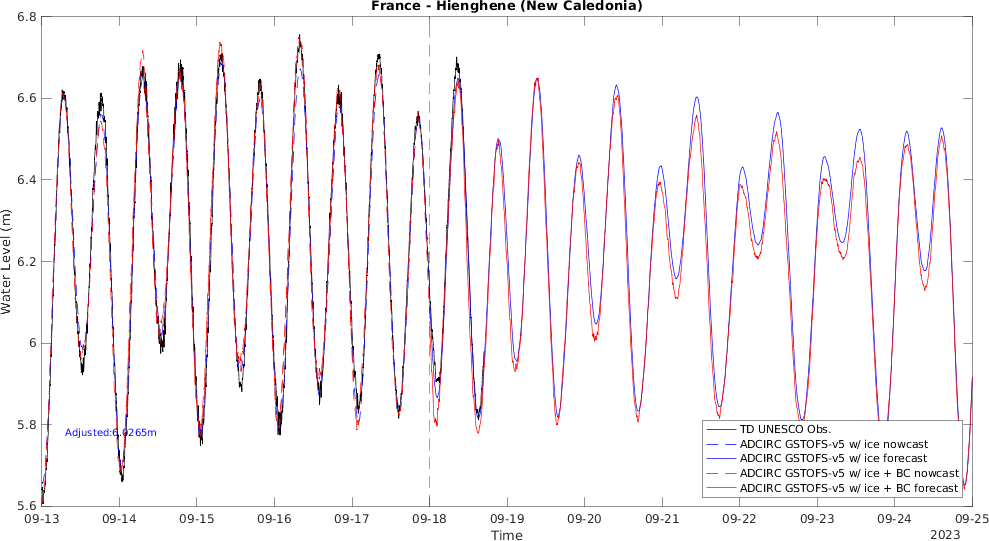 France - Hienghene (New Caledonia)
6.8
6.6
6.4
6.2
6
5.8
5.6
Water Level (m)
Adjusted:6.0265m
TD UNESCO Obs.
ADCIRC GSTOFS-v5 w/ ice nowcast
ADCIRC GSTOFS-v5 w/ ice forecast
ADCIRC GSTOFS-v5 w/ ice + BC nowcast
ADCIRC GSTOFS-v5 w/ ice + BC forecast
09-13 09-14 09-15 09-16 09-17 09-18 09-19 09-20 09-21 09-22 09-23 09-24 09-25
Time
2023